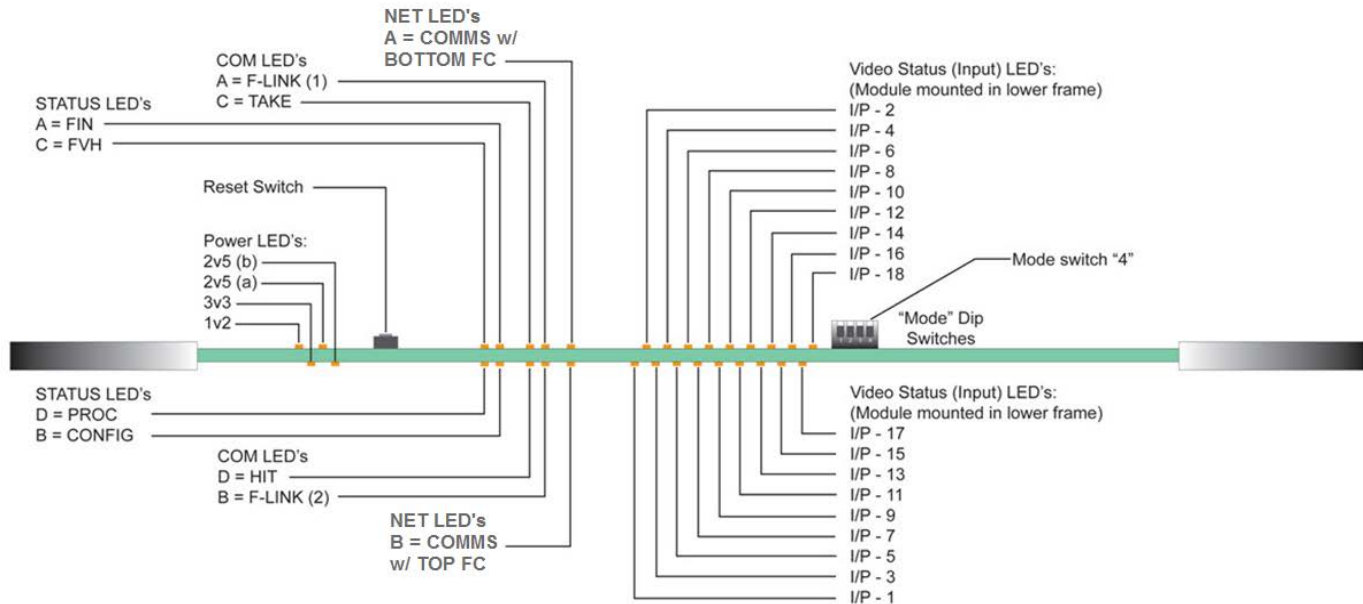 NET LED's
A = COMMS w/
BOTTOM FC
COM LED's
A = F-LINK (1)
C = TAKE
STATUS LED's
A = FIN
C = FVH
Reset Switch
Power LED's:
2v5 (b)
2v5 (a)
3v3
1v2
Video Status (Input) LED's:
(Module mounted in lower frame)
I/P - 2
I/P - 4
I/P - 6
I/P - 8
I/P - 10
I/P - 12
I/P - 14
I/P - 16
I/P - 18
Mode switch "4"
"Mode" Dip
Switches
1 2 3 4
STATUS LED's
D = PROC
B = CONFIG
COM LED's
D = HIT
B = F-LINK (2)
NET LED's
B = COMMS
w/ TOP FC
Video Status (Input) LED's:
(Module mounted in lower frame)
I/P - 17
I/P - 15
I/P - 13
I/P - 11
I/P - 9
I/P - 7
I/P - 5
I/P - 3
I/P - 1